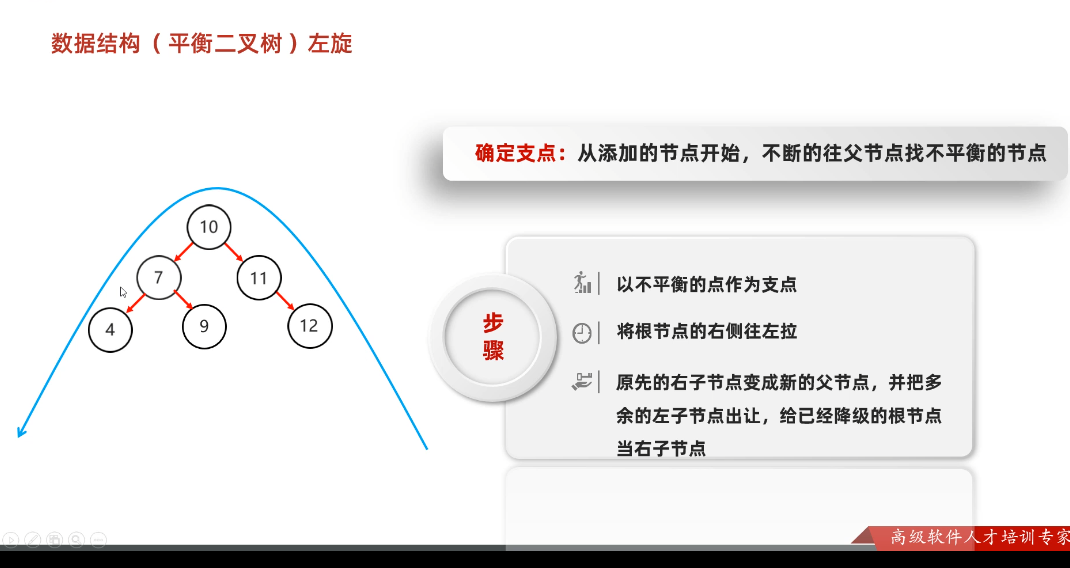 数据结构（平衡二叉树）左旋
确定支点：从添加的节点开始，不断的往父节点找不平衡的节点
10
7
11
4
9
12
步
骤
以不平衡的点作为支点
将根节点的右侧往左拉
原先的右子节点变成新的父节点，并把多
余的左子节点出让，给已经降级的根节点
当右子节点
高级软件人才培训专家